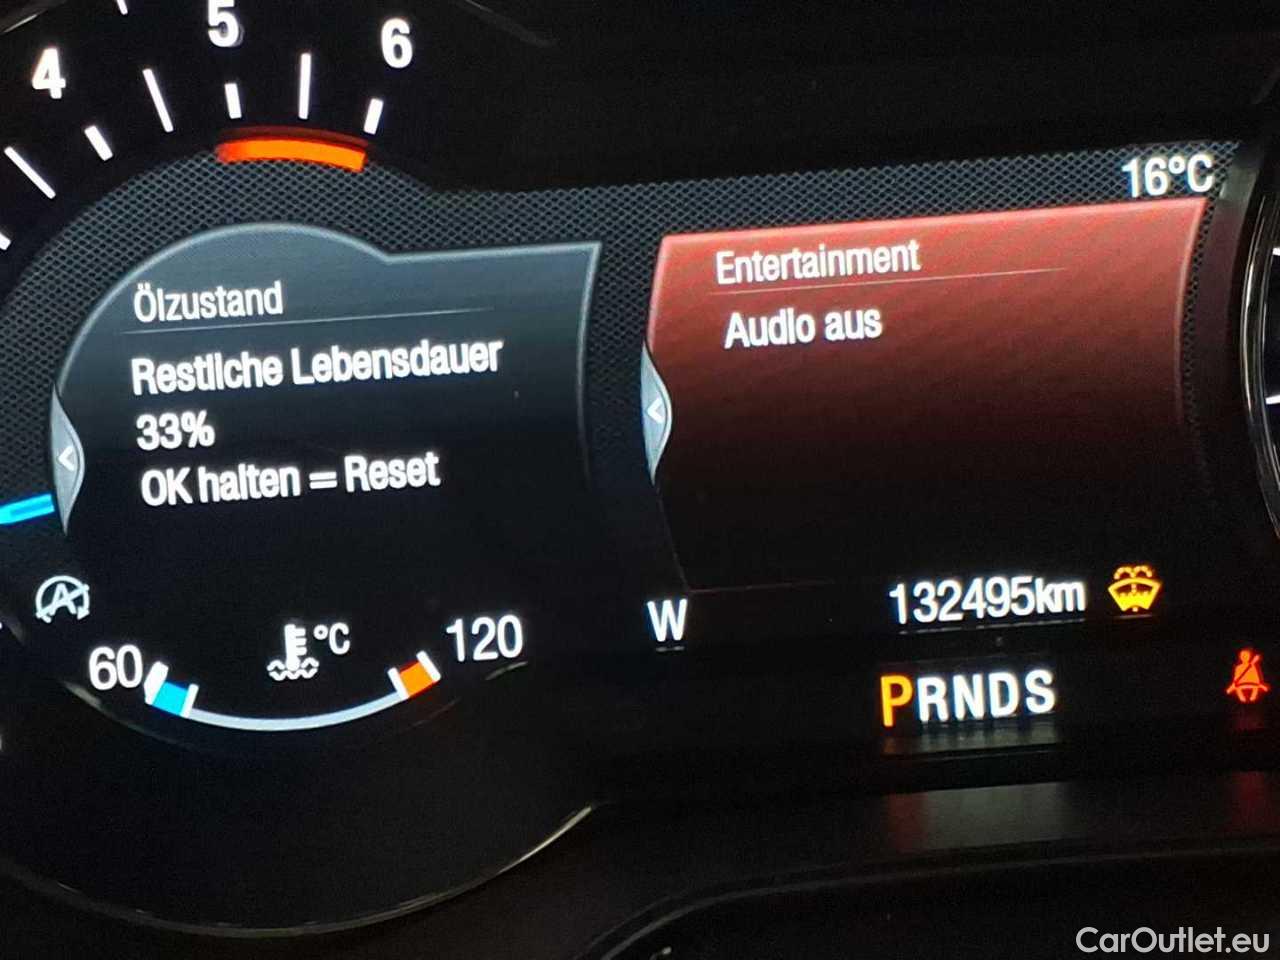 4 5 6
16°C
Ölzustand
Restliche Lebensdauer
33%
OK halten = Reset
Entertainment
Audio aus
A
60 °C 120
W
132495km
PRNDS
CarOutlet.eu